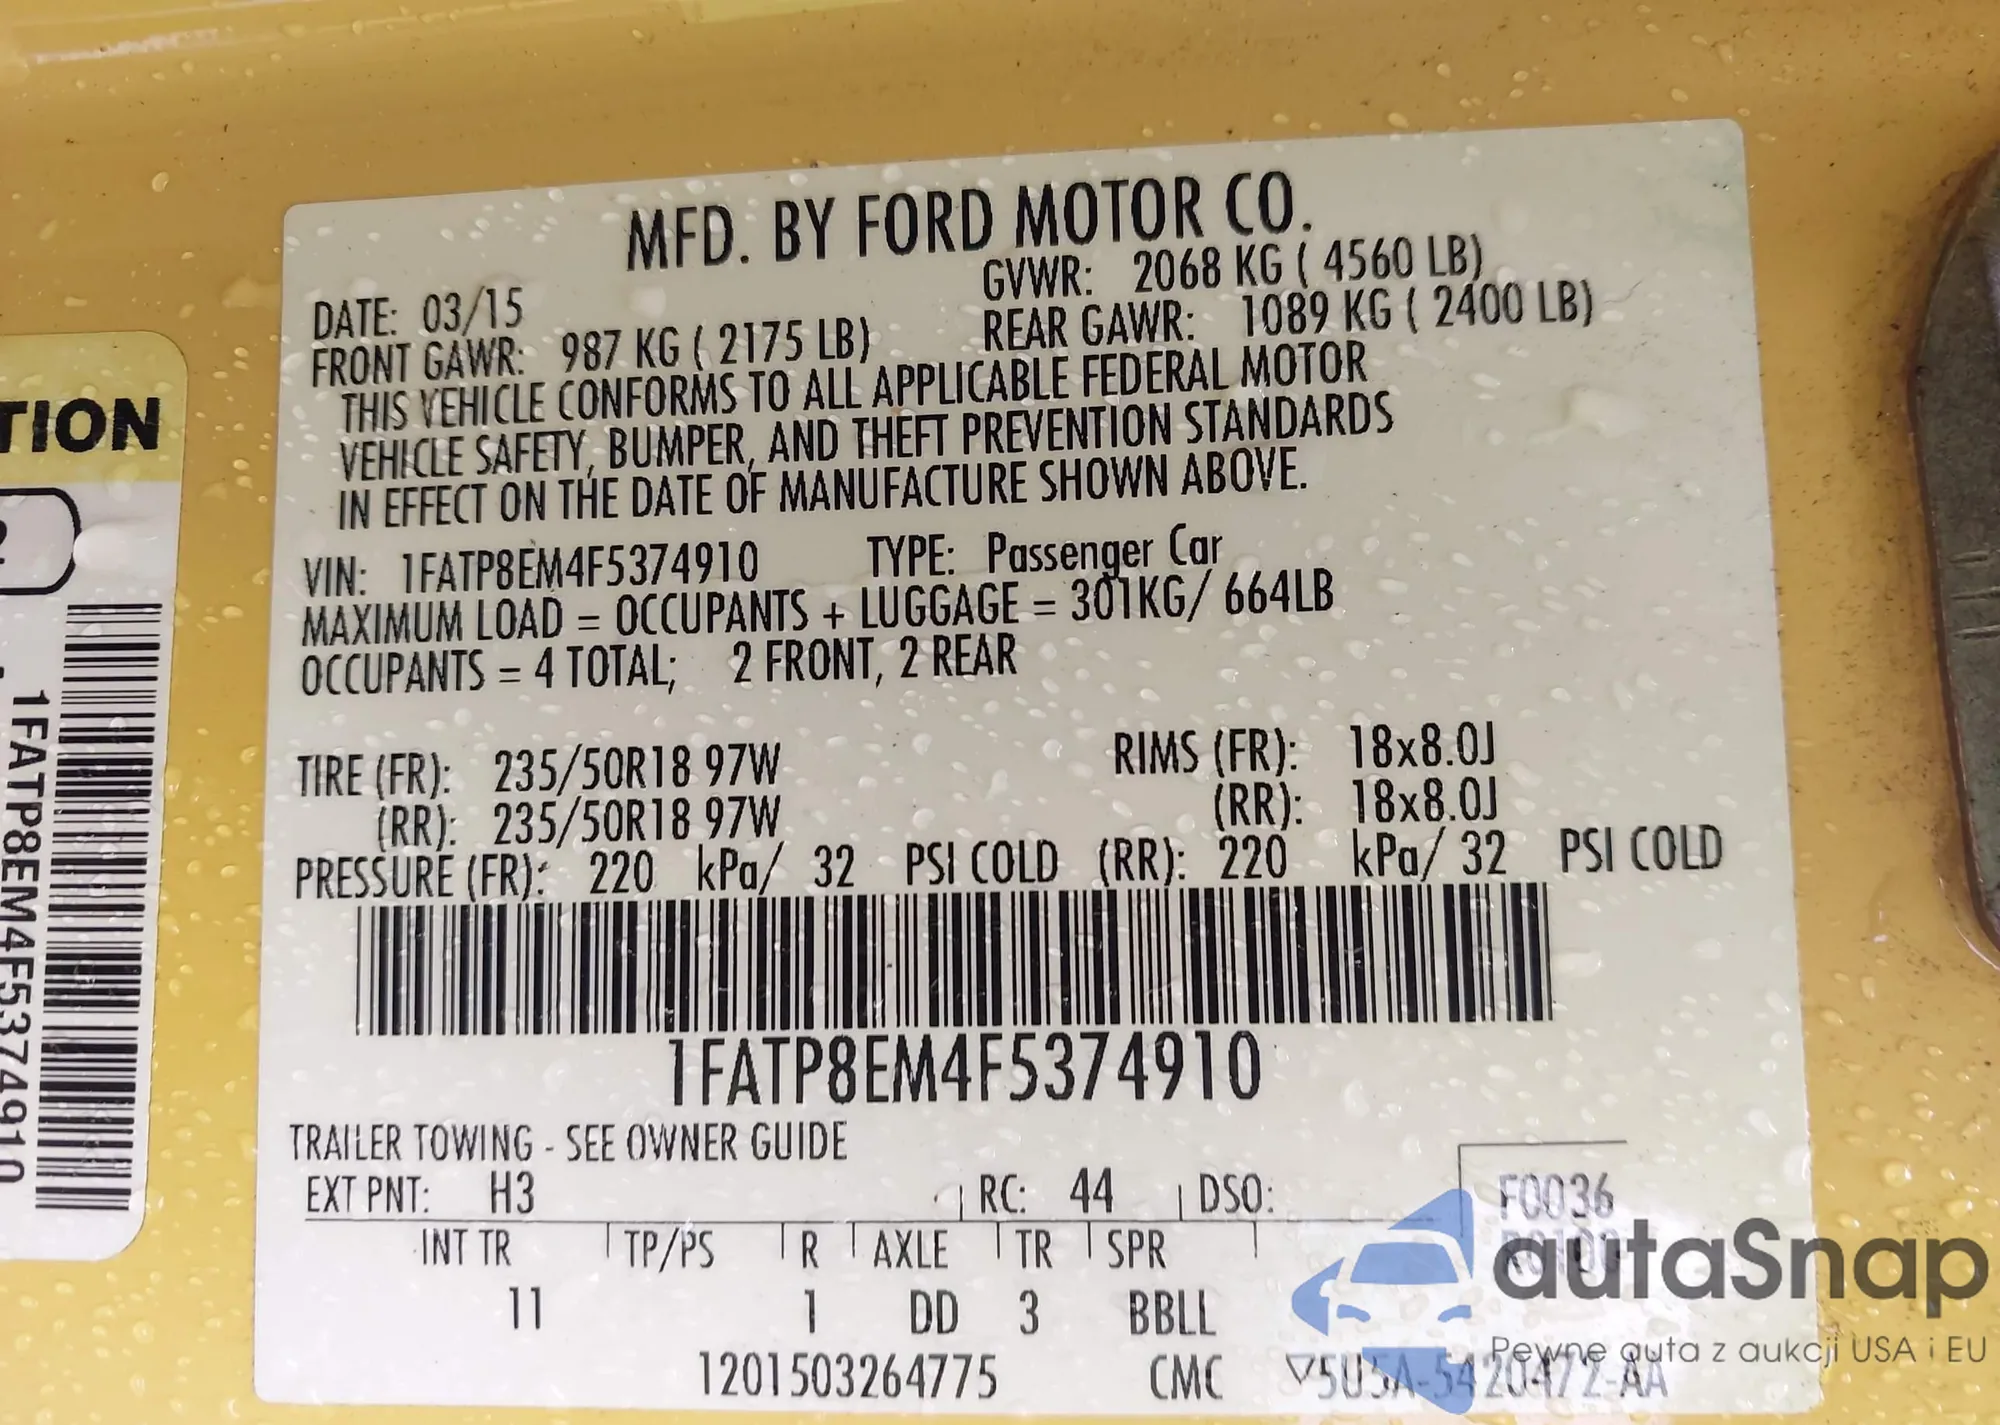 MFD. BY FORD MOTOR CO.
DATE: 03/15 GVWR: 2068 KG ( 4560 LB)
FRONT GAWR: 987 KG ( 2175 LB) REAR GAWR: 1089 KG ( 2400 LB)
THIS VEHICLE CONFORMS TO ALL APPLICABLE FEDERAL MOTOR
VEHICLE SAFETY, BUMPER, AND THEFT PREVENTION STANDARDS
IN EFFECT ON THE DATE OF MANUFACTURE SHOWN ABOVE.
VIN: 1FATP8EM4F5374910 TYPE: Passenger Car
MAXIMUM LOAD = OCCUPANTS + LUGGAGE = 301KG/ 664LB
OCCUPANTS = 4 TOTAL; 2 FRONT, 2 REAR
TIRE (FR): 235/50R18 97W RIMS (FR): 18x8.0J
(RR): 235/50R18 97W (RR): 18x8.0J
PRESSURE (FR): 220 kPa/ 32 PSI COLD (RR): 220 kPa/ 32 PSI COLD
1FATP8EM4F5374910
TRAILER TOWING - SEE OWNER GUIDE
EXT PNT: H3 RC: 44 DSO: F0036
INT TR TP/PS R AXLE TR SPR
11 1 DD 3 BBLL
1201503264775 CMC 5U5A-5420472-AA
TION
1FATP8EM4F5374910
autaSnap
Pewne auta z aukcji USA i EU